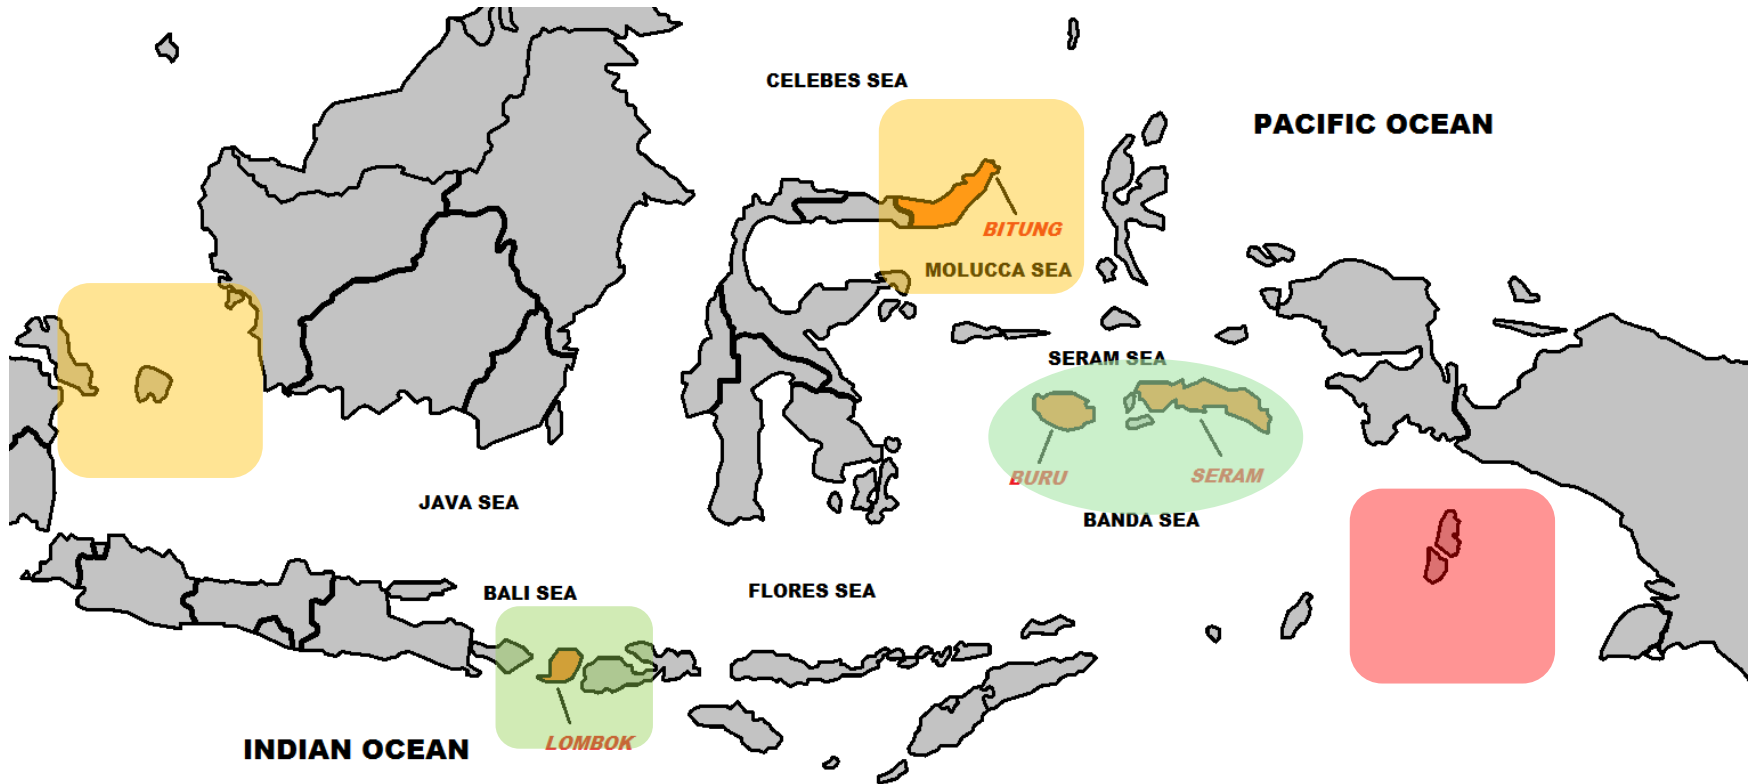 CELEBES SEA
PACIFIC OCEAN
BITUNG
MOLUCCA SEA
SERAM SEA
BURU
SERAM
JAVA SEA
BANDA SEA
BALI SEA
FLORES SEA
LOMBOK
INDIAN OCEAN